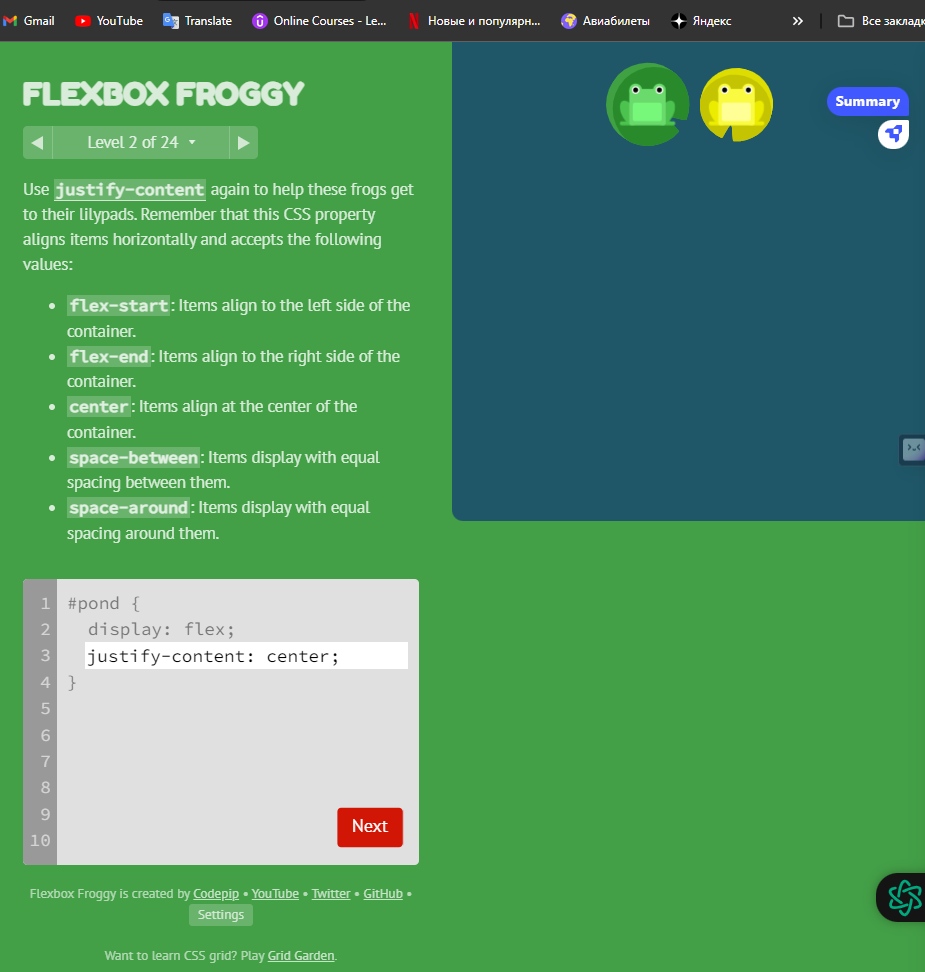 Gmail YouTube Translate Online Courses - Le... Новые и популярн... Авиабилеты Яндекс » Все заклад
FLEXBOX FROGGY
Level 2 of 24
Summary
Use justify-content again to help these frogs get
to their lilypads. Remember that this CSS property
aligns items horizontally and accepts the following
values:
• flex-start: Items align to the left side of the
container.
• flex-end: Items align to the right side of the
container.
• center: Items align at the center of the
container.
• space-between: Items display with equal
spacing between them.
• space-around: Items display with equal
spacing around them.
1 #pond {
2 display: flex;
3 justify-content: center;
4 }
5
6
7
8
9
10
Next
Flexbox Froggy is created by Codepip • YouTube • Twitter • GitHub •
Settings
Want to learn CSS grid? Play Grid Garden.